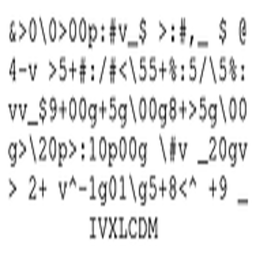 &>0\0>00p:#v_$ >:#,_ $ @
4-v >5+#:/#<\55+%:5/\5%:
vv_$9+00g+5g\00g8+>5g\00
g>\20p>:10p00g \#v _20gv
> 2+ v^-1g01\g5+8<^ +9 _
IVXLCDM